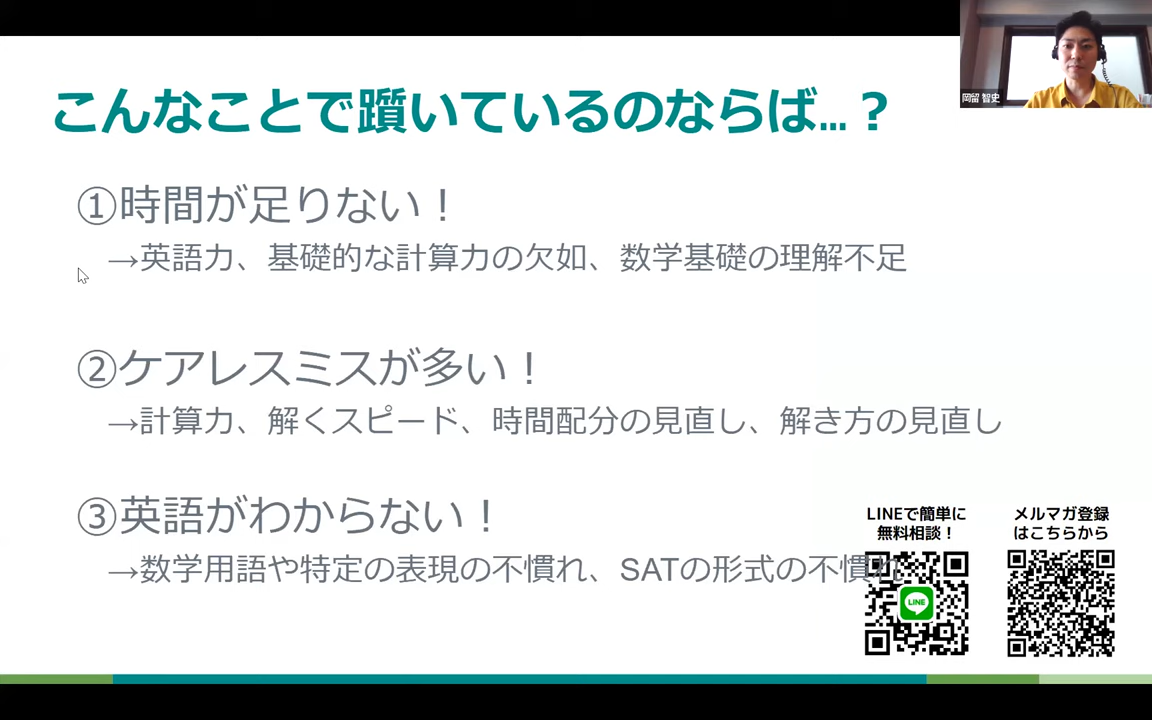 岡留 智史
こんなことで躓いているのならば…？
①時間が足りない！
→英語力、基礎的な計算力の欠如、数学基礎の理解不足
②ケアレスミスが多い！
→計算力、解くスピード、時間配分の見直し、解き方の見直し
③英語がわからない！
→数学用語や特定の表現の不慣れ、SATの形式の不慣れ
LINEで簡単に
無料相談！
LINE
メルマガ登録
はこちらから